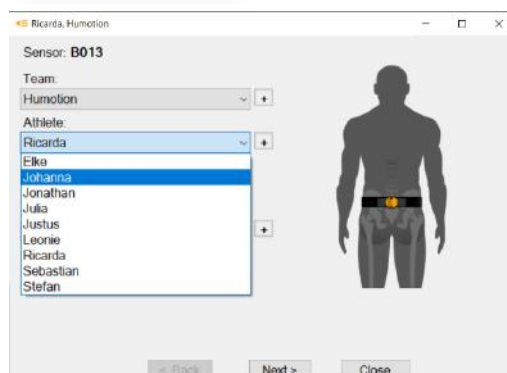 Ricarda, Humotion
Sensor: B013
Team:
Humotion
+
Athlete:
Ricarda
+
Elke
Johanna
Jonathan
Julia
Justus
Leonie
Ricarda
Sebastian
Stefan
+
< Back
Next >
Close